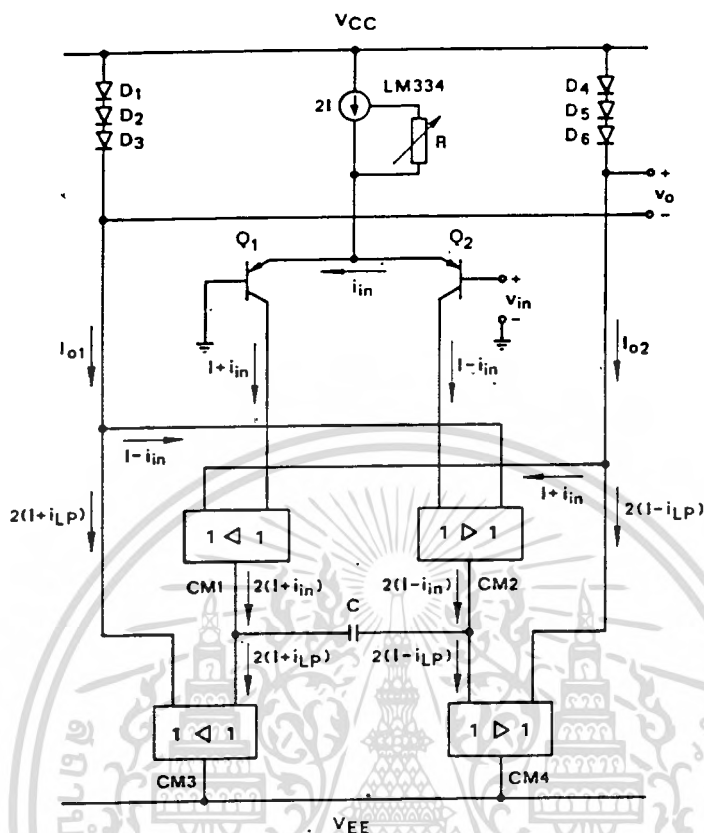 VCC
LM334
D1
D2
D3
2I
R
D4
D5
D6
+
vo
−
Q1
Q2
iin
+
vin
−
Io1
I+iin
I−iin
Io2
I−iin
I+iin
2(I+iLP)
2(I−iLP)
1 ◁ 1
1 ▷ 1
CM1
2(I+iin)
2(I−iin)
CM2
C
2(I+iLP)
2(I−iLP)
1 ◁ 1
1 ▷ 1
CM3
CM4
VEE